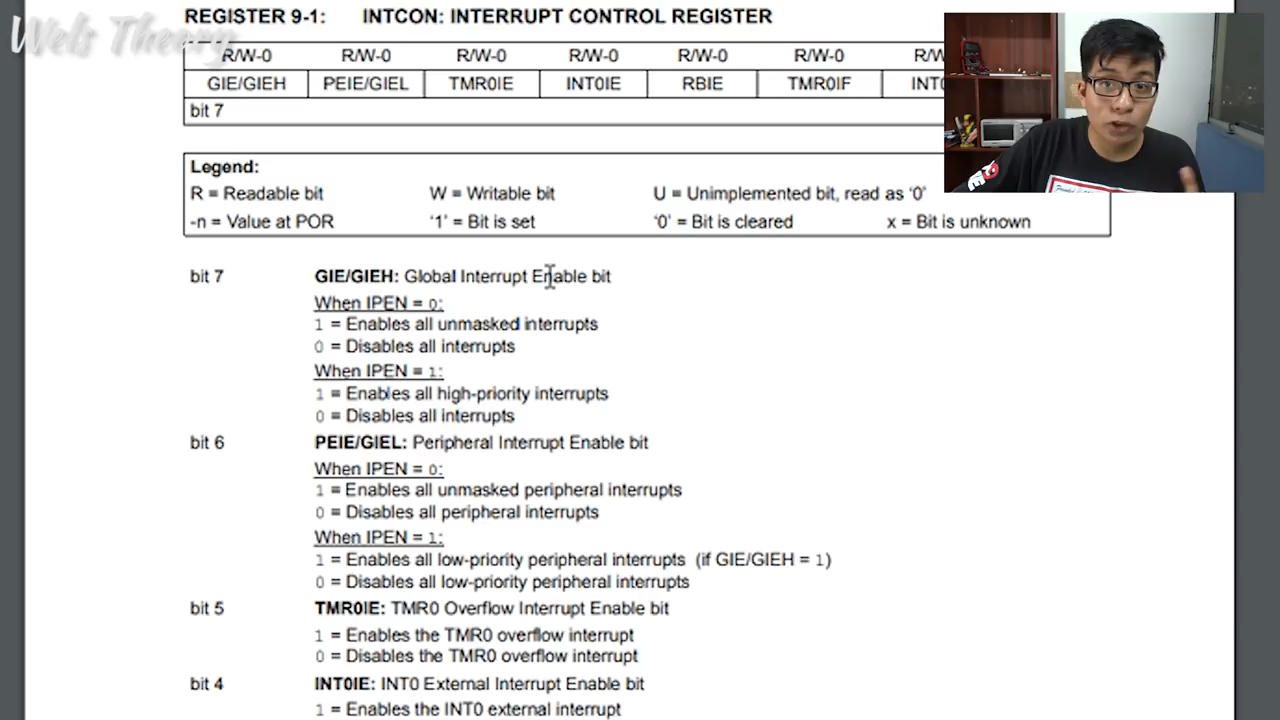 Wels Theory
REGISTER 9-1: INTCON: INTERRUPT CONTROL REGISTER
R/W-0 R/W-0 R/W-0 R/W-0 R/W-0 R/W-0
GIE/GIEH PEIE/GIEL TMR0IE INT0IE RBIE TMR0IF
bit 7
Legend:
R = Readable bit W = Writable bit U = Unimplemented bit, read as ‘0’
-n = Value at POR ‘1’ = Bit is set ‘0’ = Bit is cleared x = Bit is unknown
bit 7 GIE/GIEH: Global Interrupt Enable bit
When IPEN = 0:
1 = Enables all unmasked interrupts
0 = Disables all interrupts
When IPEN = 1:
1 = Enables all high-priority interrupts
0 = Disables all interrupts
bit 6 PEIE/GIEL: Peripheral Interrupt Enable bit
When IPEN = 0:
1 = Enables all unmasked peripheral interrupts
0 = Disables all peripheral interrupts
When IPEN = 1:
1 = Enables all low-priority peripheral interrupts (if GIE/GIEH = 1)
0 = Disables all low-priority peripheral interrupts
bit 5 TMR0IE: TMR0 Overflow Interrupt Enable bit
1 = Enables the TMR0 overflow interrupt
0 = Disables the TMR0 overflow interrupt
bit 4 INT0IE: INT0 External Interrupt Enable bit
1 = Enables the INT0 external interrupt